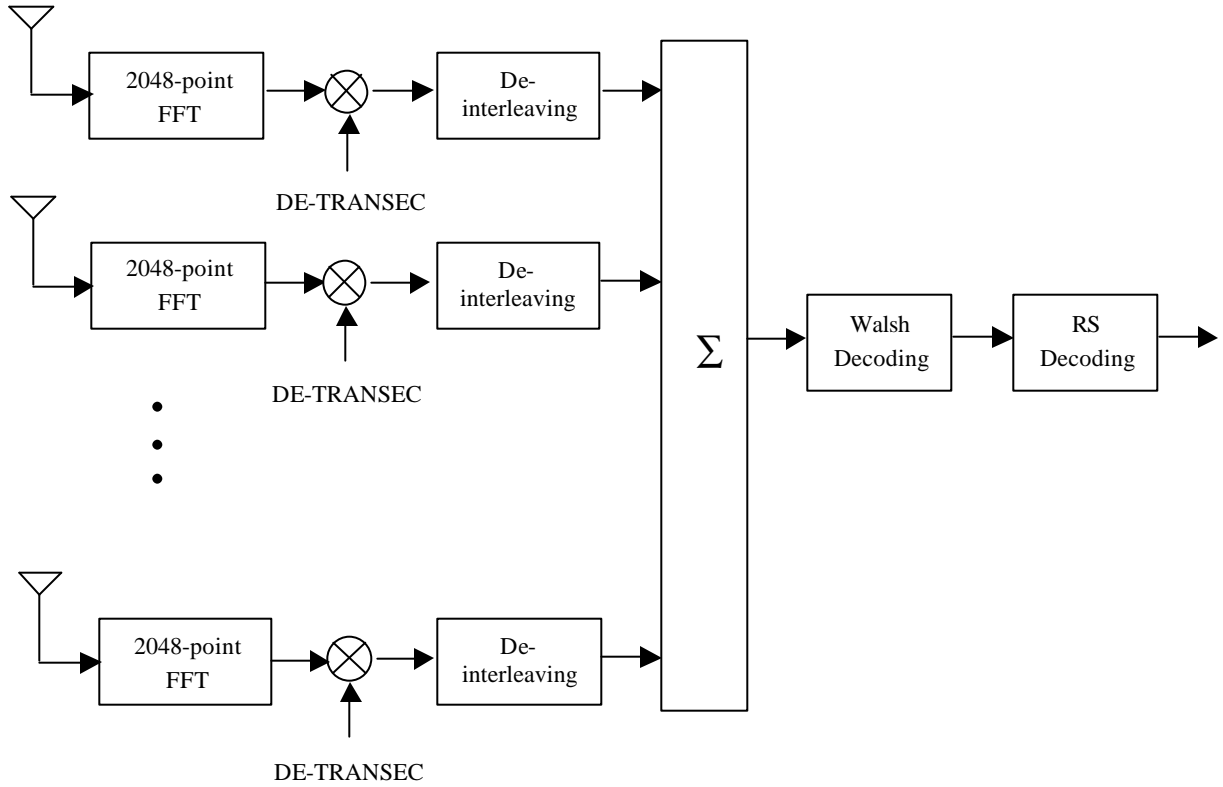 2048-point
FFT
De-
interleaving
DE-TRANSEC
2048-point
FFT
De-
interleaving
DE-TRANSEC
Σ
Walsh
Decoding
RS
Decoding
2048-point
FFT
De-
interleaving
DE-TRANSEC